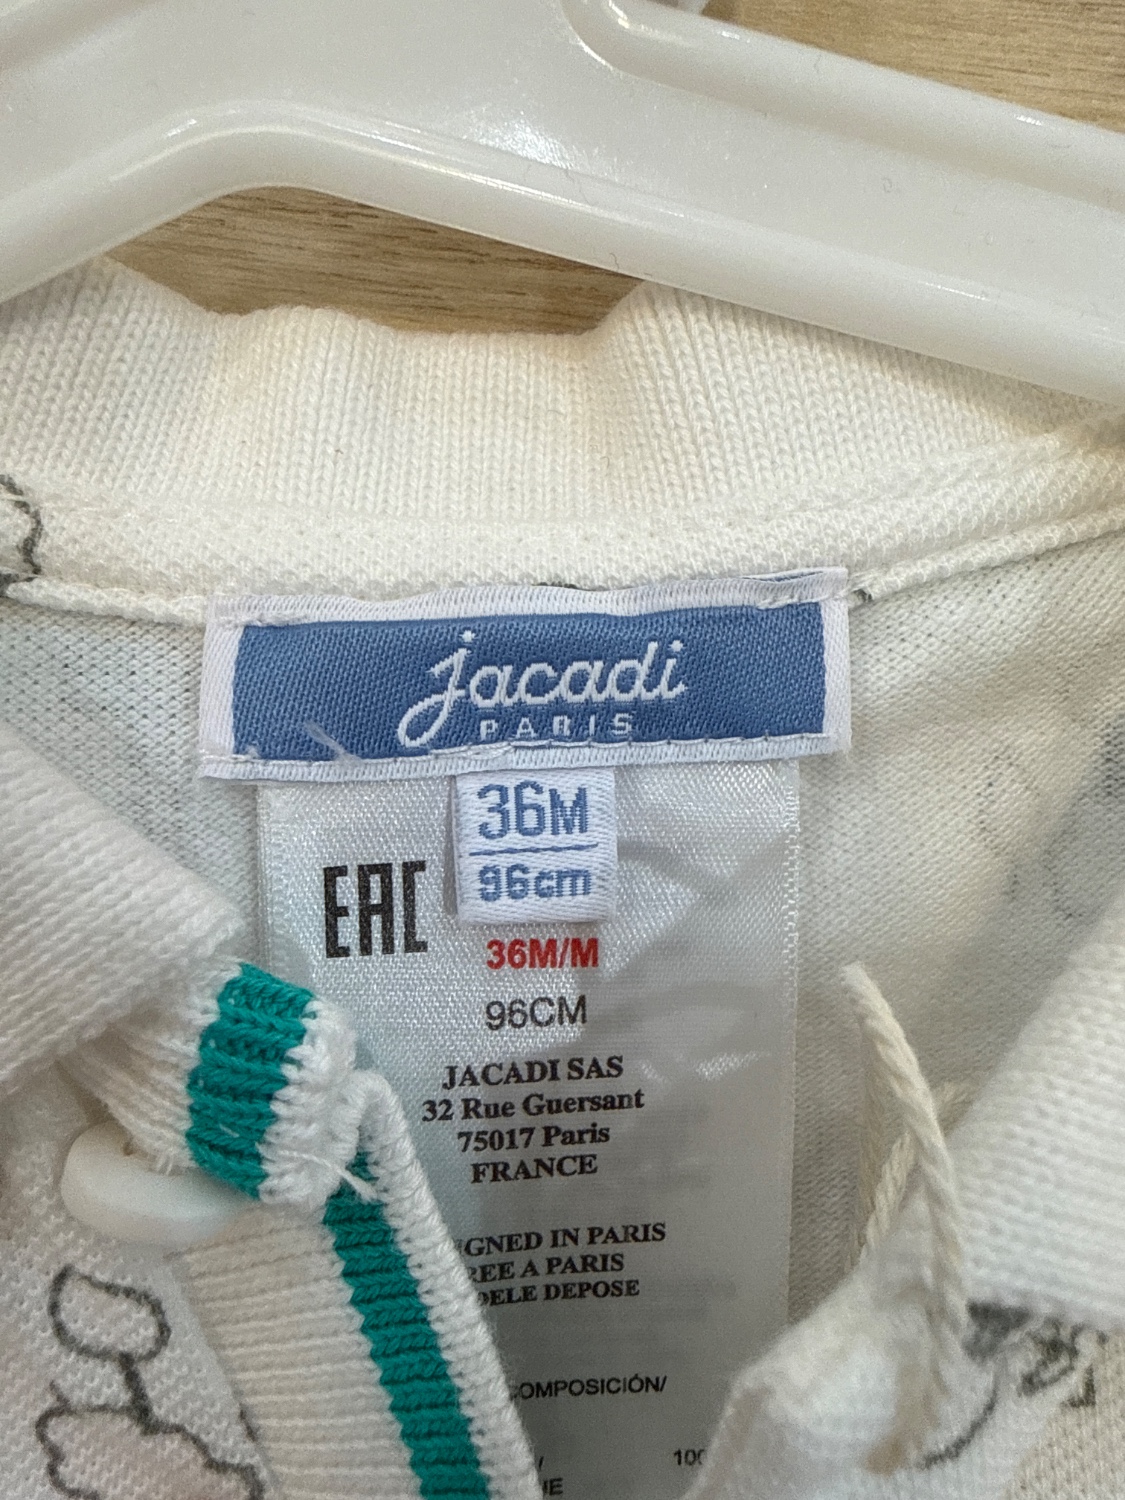 jacadi
PARIS
36M
96cm
EAC
36M/M
96CM
JACADI SAS
32 Rue Guersant
75017 Paris
FRANCE
IGNED IN PARIS
REE A PARIS
DELE DEPOSE
COMPOSICIÓN/